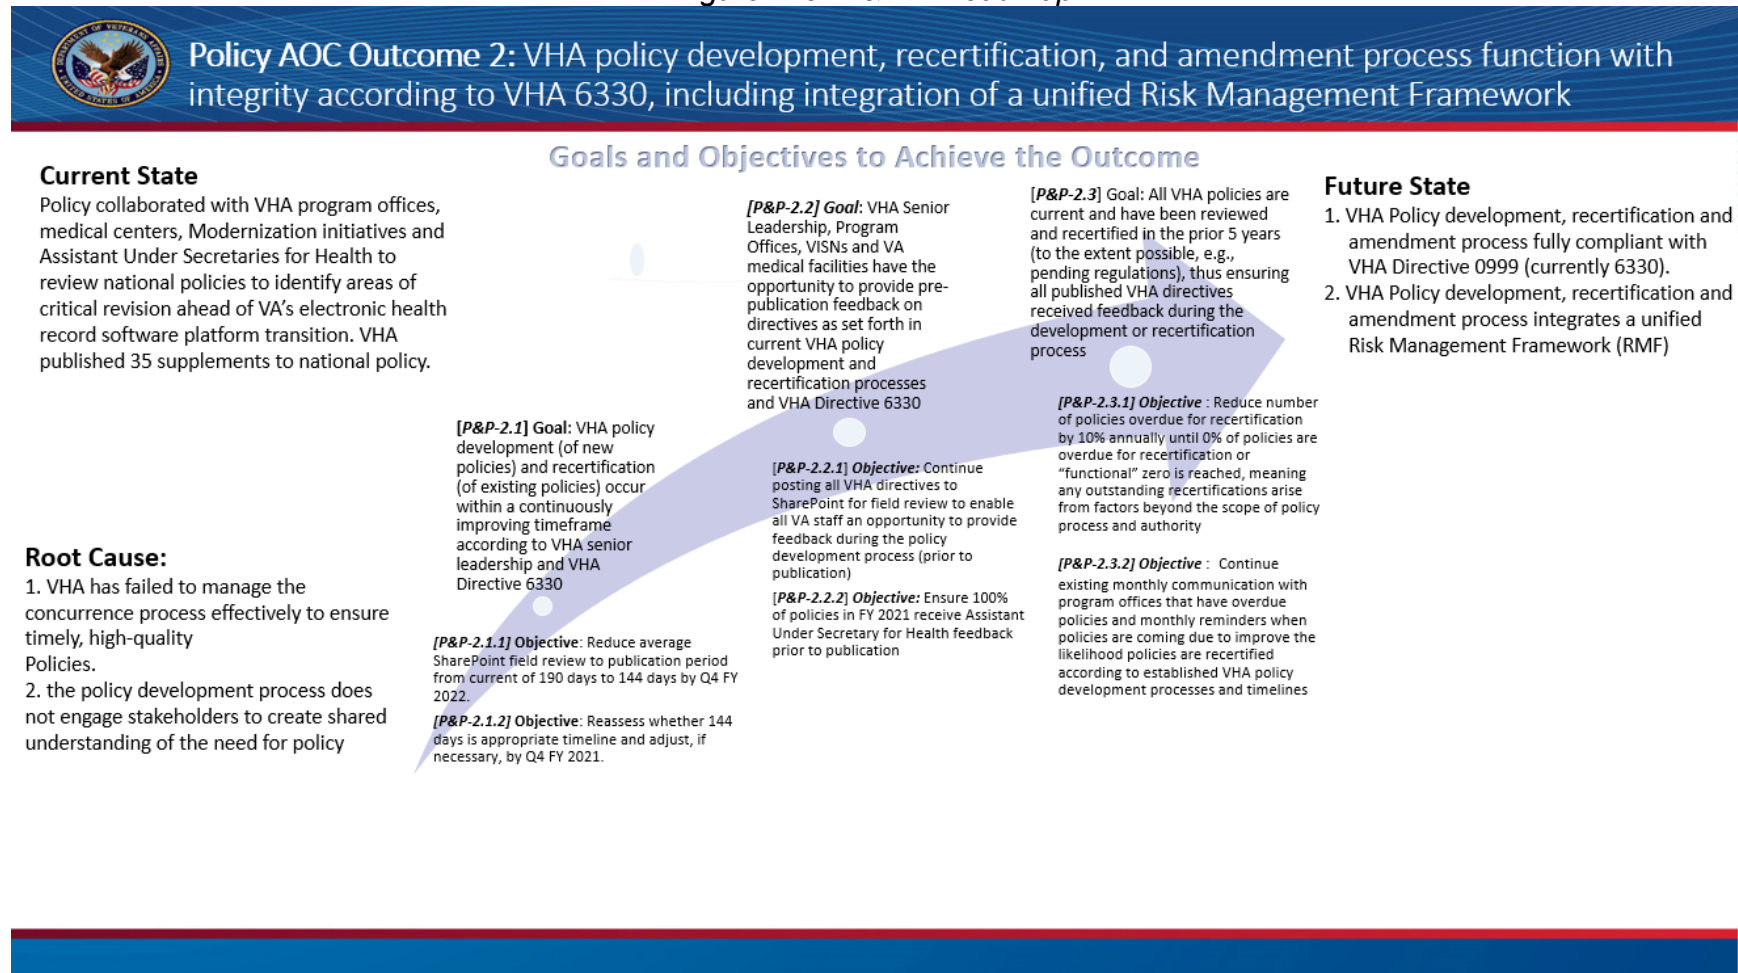 Policy AOC Outcome 2: VHA policy development, recertification, and amendment process function with
integrity according to VHA 6330, including integration of a unified Risk Management Framework
Goals and Objectives to Achieve the Outcome
Current State
Policy collaborated with VHA program offices,
medical centers, Modernization initiatives and
Assistant Under Secretaries for Health to
review national policies to identify areas of
critical revision ahead of VA's electronic health
record software platform transition. VHA
published 35 supplements to national policy.
Root Cause:
1. VHA has failed to manage the
concurrence process effectively to ensure
timely, high-quality
Policies.
2. the policy development process does
not engage stakeholders to create shared
understanding of the need for policy
[P&P-2.1] Goal: VHA policy
development (of new
policies) and recertification
(of existing policies) occur
within a continuously
improving timeframe
according to VHA senior
leadership and VHA
Directive 6330
[P&P-2.1.1] Objective: Reduce average
SharePoint field review to publication period
from current of 190 days to 144 days by Q4 FY
2022.
[P&P-2.1.2] Objective: Reassess whether 144
days is appropriate timeline and adjust, if
necessary, by Q4 FY 2021.
[P&P-2.2] Goal: VHA Senior
Leadership, Program
Offices, VISNs and VA
medical facilities have the
opportunity to provide pre-
publication feedback on
directives as set forth in
current VHA policy
development and
recertification processes
and VHA Directive 6330
[P&P-2.2.1] Objective: Continue
posting all VHA directives to
SharePoint for field review to enable
all VA staff an opportunity to provide
feedback during the policy
development process (prior to
publication)
[P&P-2.2.2] Objective: Ensure 100%
of policies in FY 2021 receive Assistant
Under Secretary for Health feedback
prior to publication
[P&P-2.3] Goal: All VHA policies are
current and have been reviewed
and recertified in the prior 5 years
(to the extent possible, e.g.,
pending regulations), thus ensuring
all published VHA directives
received feedback during the
development or recertification
process
[P&P-2.3.1] Objective : Reduce number
of policies overdue for recertification
by 10% annually until 0% of policies are
overdue for recertification or
“functional” zero is reached, meaning
any outstanding recertifications arise
from factors beyond the scope of policy
process and authority
[P&P-2.3.2] Objective : Continue
existing monthly communication with
program offices that have overdue
policies and monthly reminders when
policies are coming due to improve the
likelihood policies are recertified
according to established VHA policy
development processes and timelines
Future State
1. VHA Policy development, recertification and
amendment process fully compliant with
VHA Directive 0999 (currently 6330).
2. VHA Policy development, recertification and
amendment process integrates a unified
Risk Management Framework (RMF)